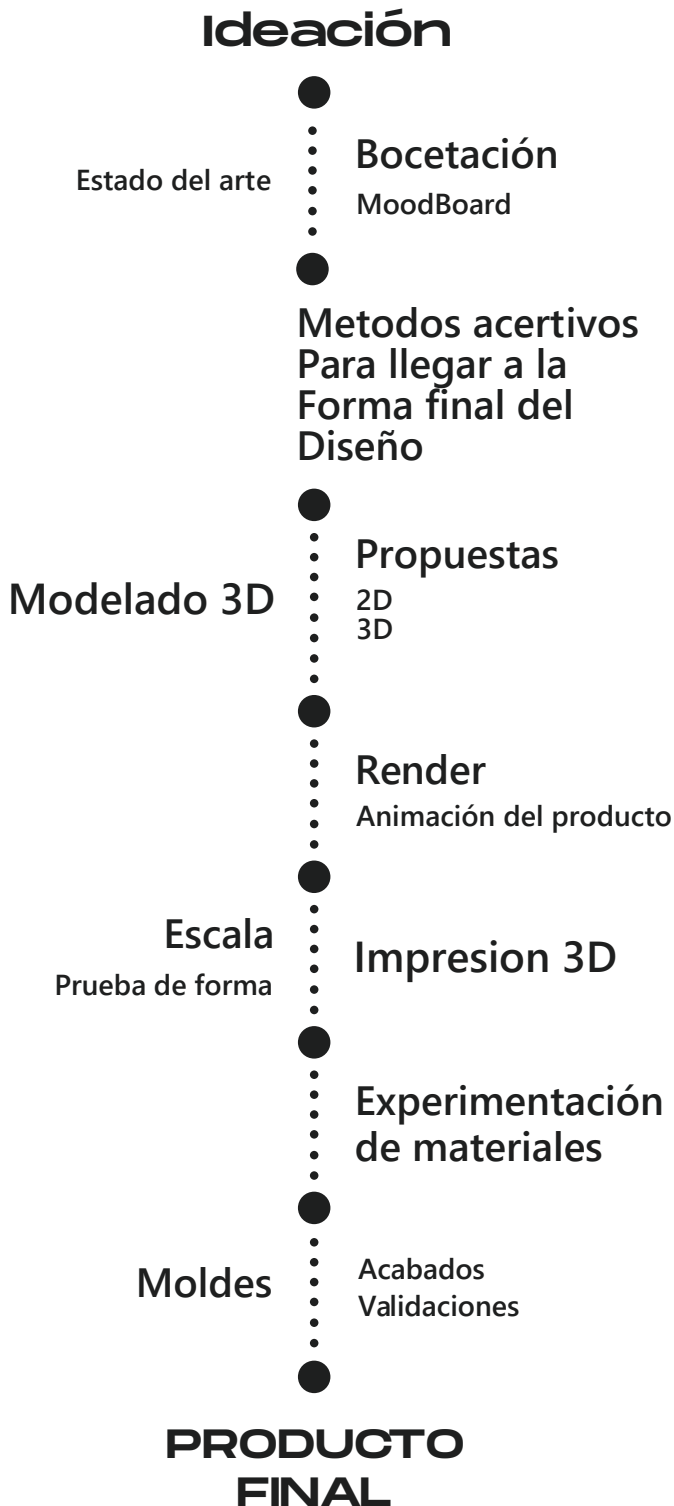 Ideación
Estado del arte
Bocetación
MoodBoard
Metodos acertivos
Para llegar a la
Forma final del
Diseño
Modelado 3D
Propuestas
2D
3D
Render
Animación del producto
Escala
Prueba de forma
Impresion 3D
Experimentación
de materiales
Moldes
Acabados
Validaciones
PRODUCTO
FINAL